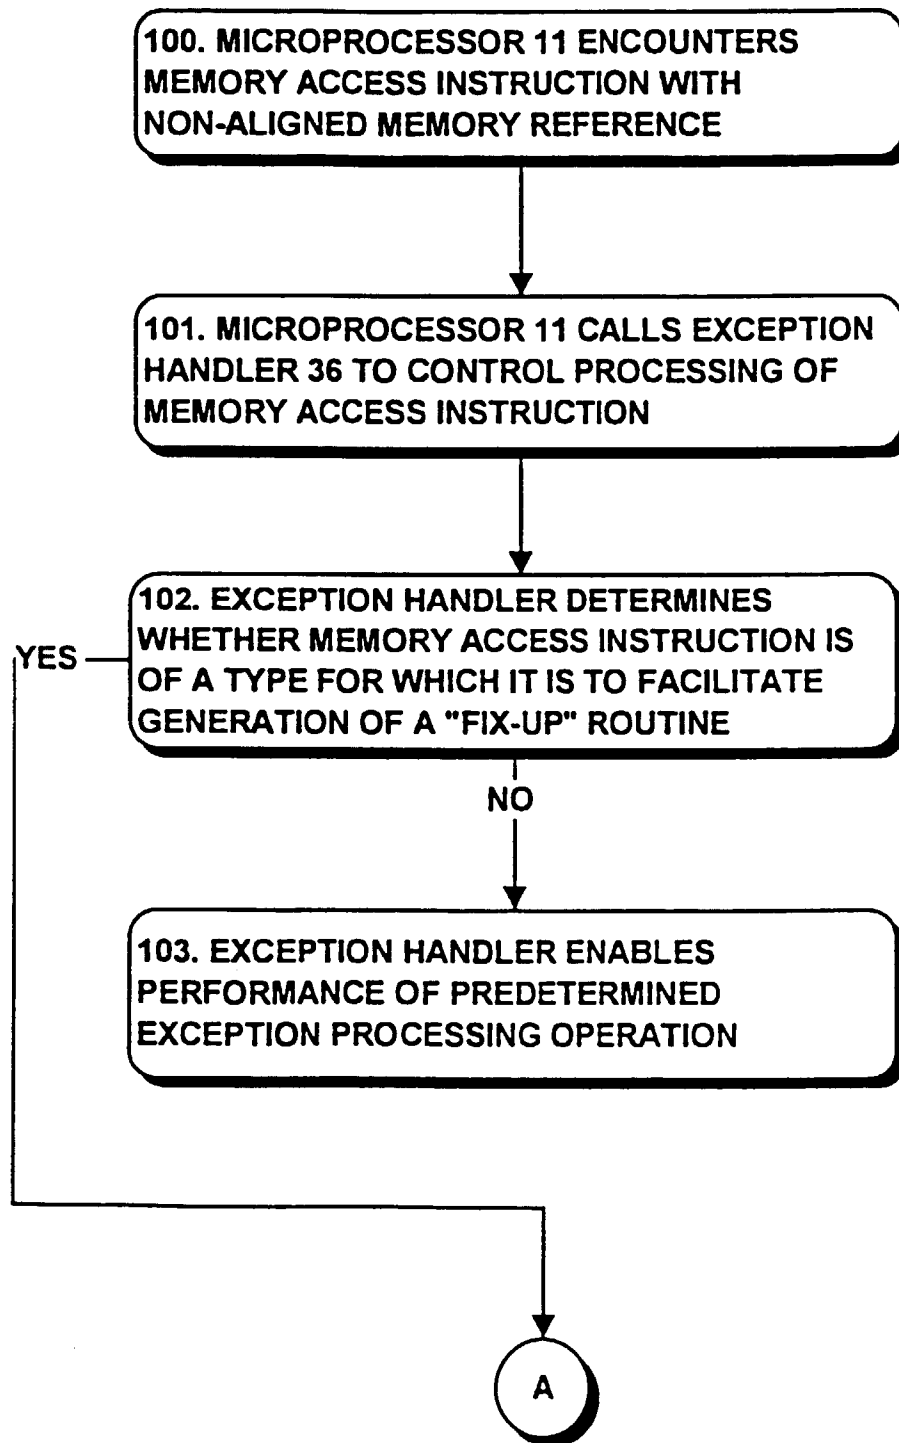 100. MICROPROCESSOR 11 ENCOUNTERS
MEMORY ACCESS INSTRUCTION WITH
NON-ALIGNED MEMORY REFERENCE
101. MICROPROCESSOR 11 CALLS EXCEPTION
HANDLER 36 TO CONTROL PROCESSING OF
MEMORY ACCESS INSTRUCTION
102. EXCEPTION HANDLER DETERMINES
WHETHER MEMORY ACCESS INSTRUCTION IS
OF A TYPE FOR WHICH IT IS TO FACILITATE
GENERATION OF A "FIX-UP" ROUTINE
YES
NO
103. EXCEPTION HANDLER ENABLES
PERFORMANCE OF PREDETERMINED
EXCEPTION PROCESSING OPERATION
A